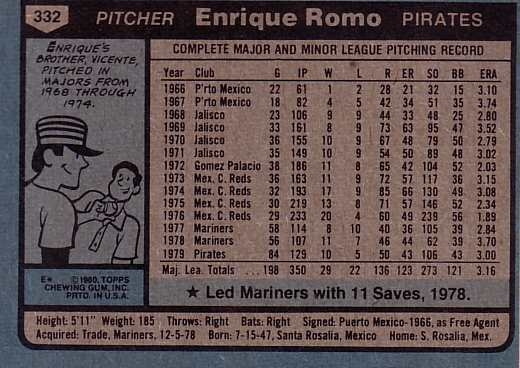 332 PITCHER Enrique Romo PIRATES
ENRIQUE'S
BROTHER, VICENTE,
PITCHED IN
MAJORS FROM
1968 THROUGH
1974.
COMPLETE MAJOR AND MINOR LEAGUE PITCHING RECORD
Year Club G IP W L R ER SO BB ERA
1966 P'rto Mexico 22 61 1 2 28 21 32 15 3.10
1967 P'rto Mexico 18 82 4 5 42 34 51 35 3.74
1968 Jalisco 23 106 9 9 44 33 48 25 2.80
1969 Jalisco 33 161 8 9 73 63 95 47 3.52
1970 Jalisco 36 155 10 9 67 48 79 50 2.79
1971 Jalisco 35 149 10 9 54 50 89 48 3.02
1972 Gomez Palacio 38 186 11 8 65 42 104 52 2.03
1973 Mex. C. Reds 36 163 11 9 72 57 117 36 3.15
1974 Mex. C. Reds 32 193 17 9 85 66 130 49 3.08
1975 Mex. C. Reds 30 219 13 8 71 57 146 52 2.34
1976 Mex. C. Reds 29 233 20 4 60 49 239 56 1.89
1977 Mariners 58 114 8 10 40 36 105 39 2.84
1978 Mariners 56 107 11 7 46 44 62 39 3.70
1979 Pirates 84 129 10 5 50 43 106 43 3.00
Maj. Lea. Totals ... 198 350 29 22 136 123 273 121 3.16
E* © 1980, TOPPS
CHEWING GUM, INC.
PRTD. IN U.S.A.
★ Led Mariners with 11 Saves, 1978.
Height: 5'11" Weight: 185 Throws: Right Bats: Right Signed: Puerto Mexico-1966, as Free Agent
Acquired: Trade, Mariners, 12-5-78 Born: 7-15-47, Santa Rosalia, Mexico Home: S. Rosalia, Mex.